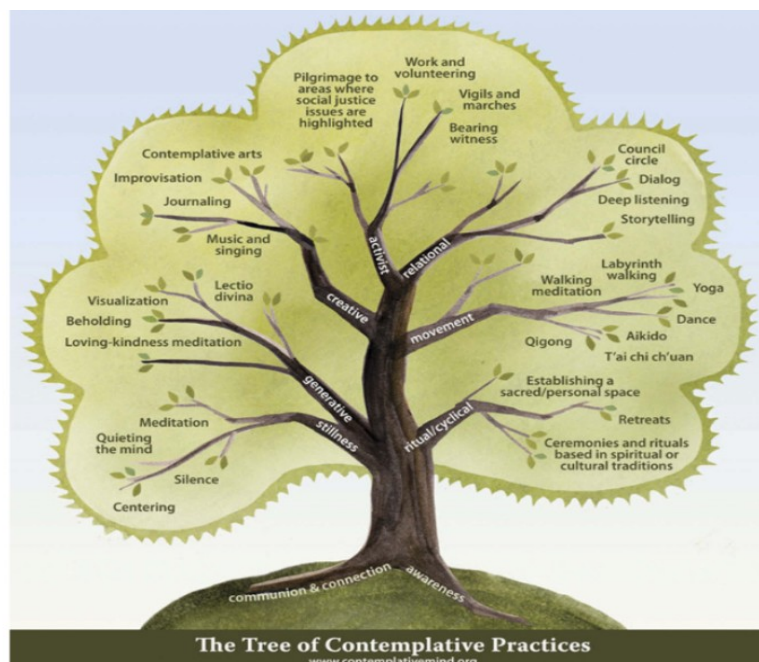 Work and
volunteering
Pilgrimage to
areas where
social justice
issues are
highlighted
Vigils and
marches
Bearing
witness
Contemplative arts
Improvisation
Journaling
Music and
singing
Council
circle
Dialog
Deep listening
Storytelling
activist
relational
creative
Lectio
divina
Visualization
Beholding
Loving-kindness meditation
Labyrinth
walking
Walking
meditation
Yoga
Dance
Aikido
Qigong
T'ai chi ch'uan
movement
generative
stillness
ritual/cyclical
Meditation
Quieting
the mind
Silence
Centering
Establishing a
sacred/personal space
Retreats
Ceremonies and rituals
based in spiritual or
cultural traditions
communion & connection
awareness
The Tree of Contemplative Practices
www.contemplativemind.org